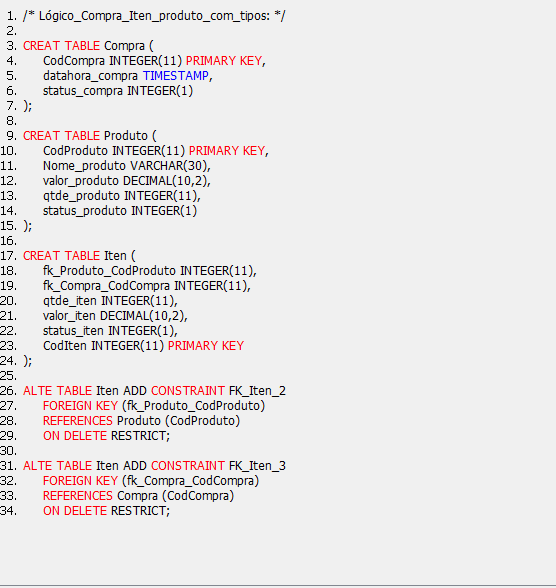 1. /* Lógico_Compra_Iten_produto_com_tipos: */
2.
3. CREAT TABLE Compra (
4. CodCompra INTEGER(11) PRIMARY KEY,
5. datahora_compra TIMESTAMP,
6. status_compra INTEGER(1)
7. );
8.
9. CREAT TABLE Produto (
10. CodProduto INTEGER(11) PRIMARY KEY,
11. Nome_produto VARCHAR(30),
12. valor_produto DECIMAL(10,2),
13. qtde_produto INTEGER(11),
14. status_produto INTEGER(1)
15. );
16.
17. CREAT TABLE Iten (
18. fk_Produto_CodProduto INTEGER(11),
19. fk_Compra_CodCompra INTEGER(11),
20. qtde_iten INTEGER(11),
21. valor_iten DECIMAL(10,2),
22. status_iten INTEGER(1),
23. CodIten INTEGER(11) PRIMARY KEY
24. );
25.
26. ALTE TABLE Iten ADD CONSTRAINT FK_Iten_2
27. FOREIGN KEY (fk_Produto_CodProduto)
28. REFERENCES Produto (CodProduto)
29. ON DELETE RESTRICT;
30.
31. ALTE TABLE Iten ADD CONSTRAINT FK_Iten_3
32. FOREIGN KEY (fk_Compra_CodCompra)
33. REFERENCES Compra (CodCompra)
34. ON DELETE RESTRICT;